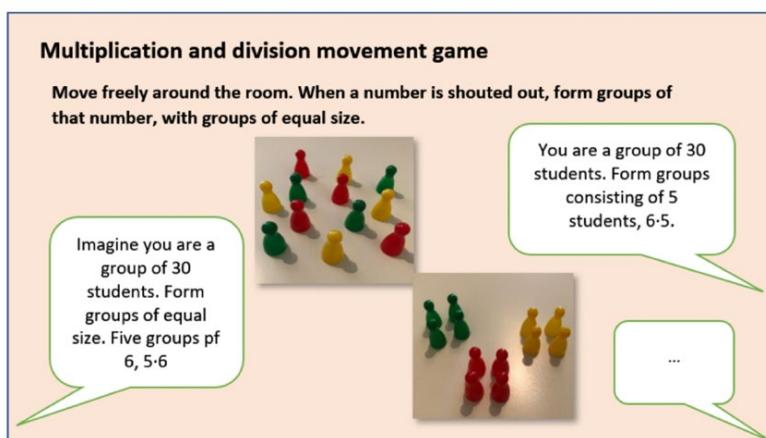 Multiplication and division movement game
Move freely around the room. When a number is shouted out, form groups of
that number, with groups of equal size.
You are a group of 30
students. Form groups
consisting of 5
students, 6·5.
Imagine you are a
group of 30
students. Form
groups of equal
size. Five groups pf
6, 5·6
...